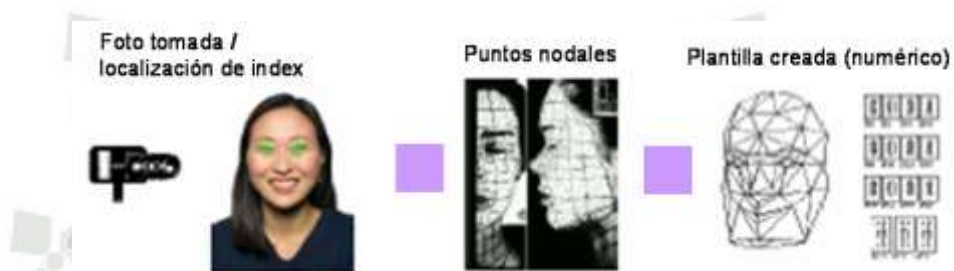 Foto tomada /
localización de index
Puntos nodales
Plantilla creada (numérico)